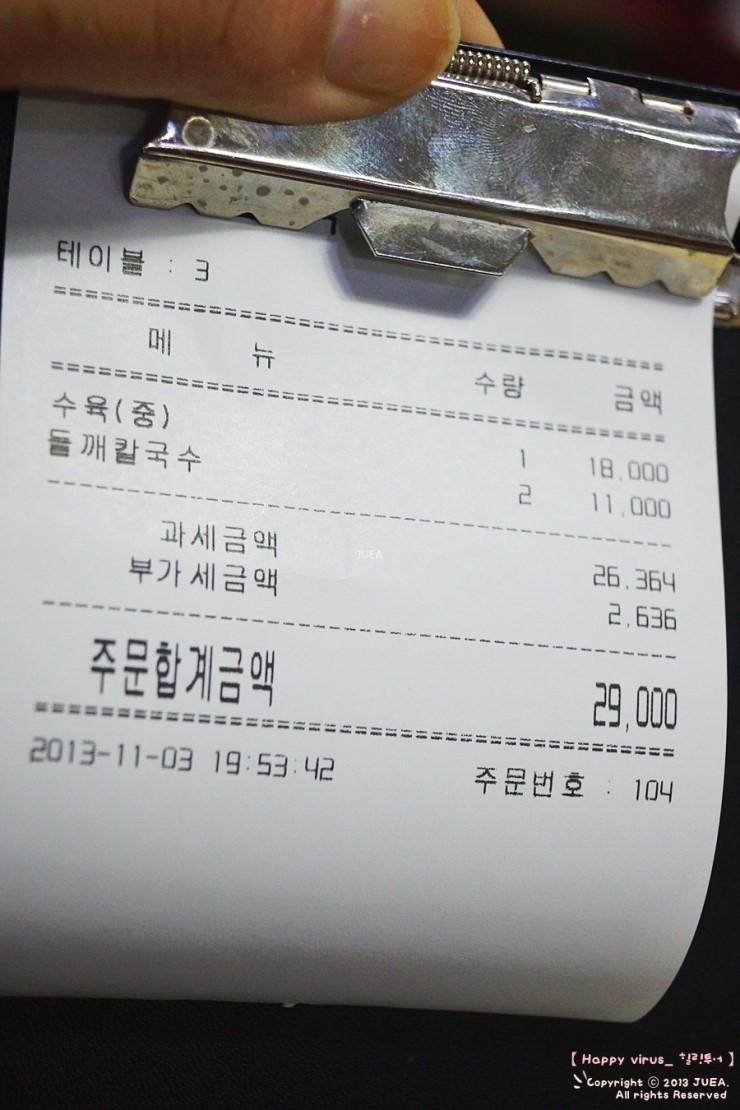 테이블 : 3
메 뉴 수량 금액
수육(중) 1 18,000
들깨칼국수 2 11,000
과세금액 26,364
부가세금액 2,636
주문합계금액 29,000
2013-11-03 19:53:42 주문번호 : 104
JUEA
【 Happy virus_ 힐링투어 】
Copyright ⓒ 2013 JUEA.
All rights Reserved